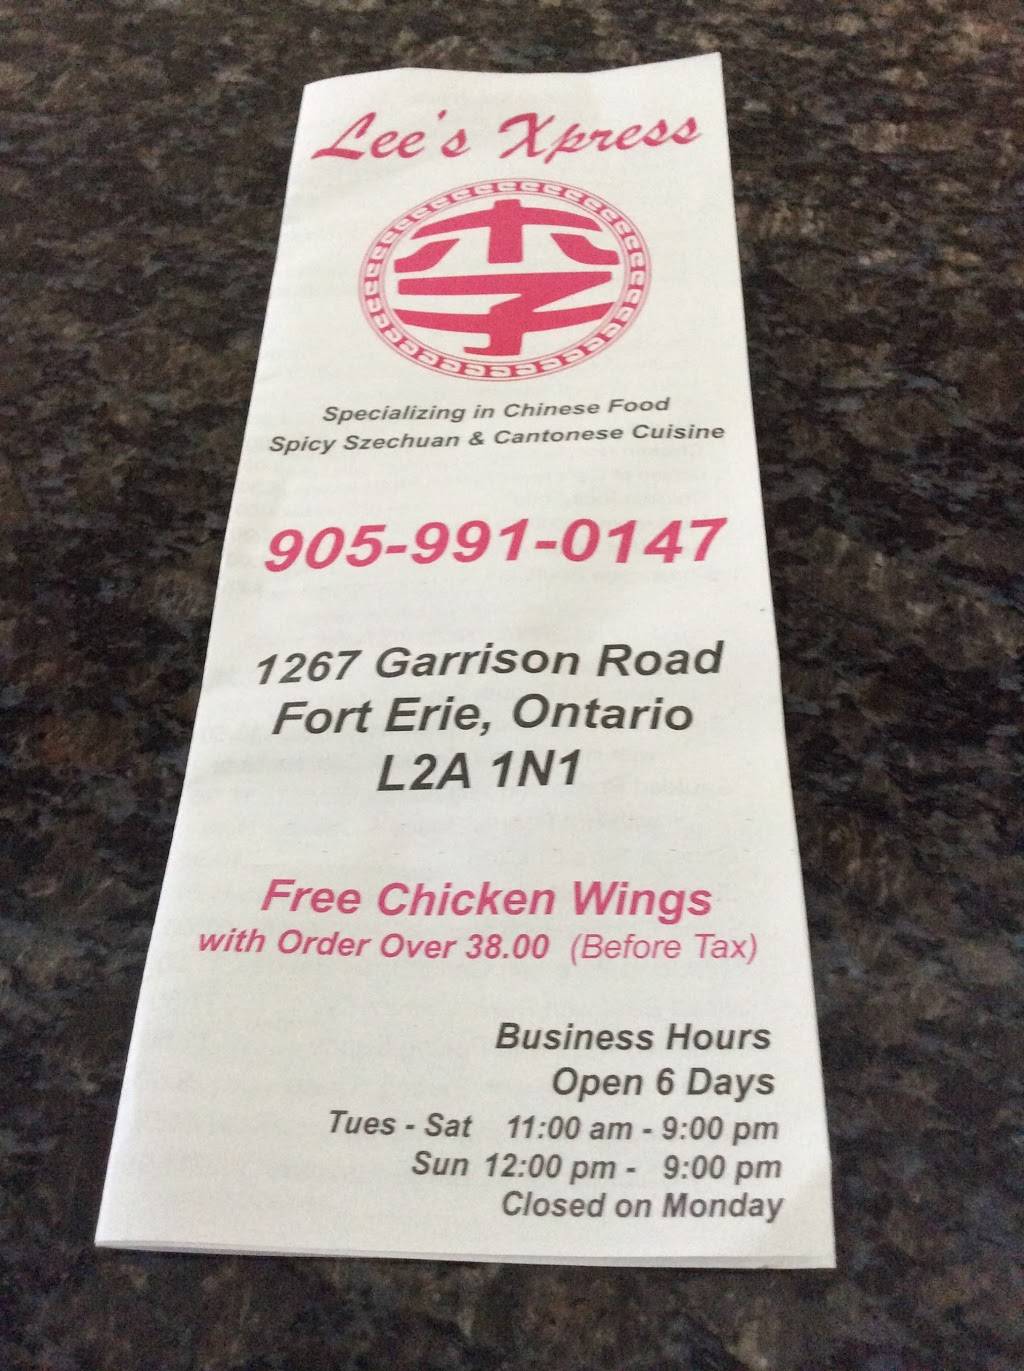 Lee's Xpress
李
Specializing in Chinese Food
Spicy Szechuan & Cantonese Cuisine
905-991-0147
1267 Garrison Road
Fort Erie, Ontario
L2A 1N1
Free Chicken Wings
with Order Over 38.00 (Before Tax)
Business Hours
Open 6 Days
Tues - Sat 11:00 am - 9:00 pm
Sun 12:00 pm - 9:00 pm
Closed on Monday